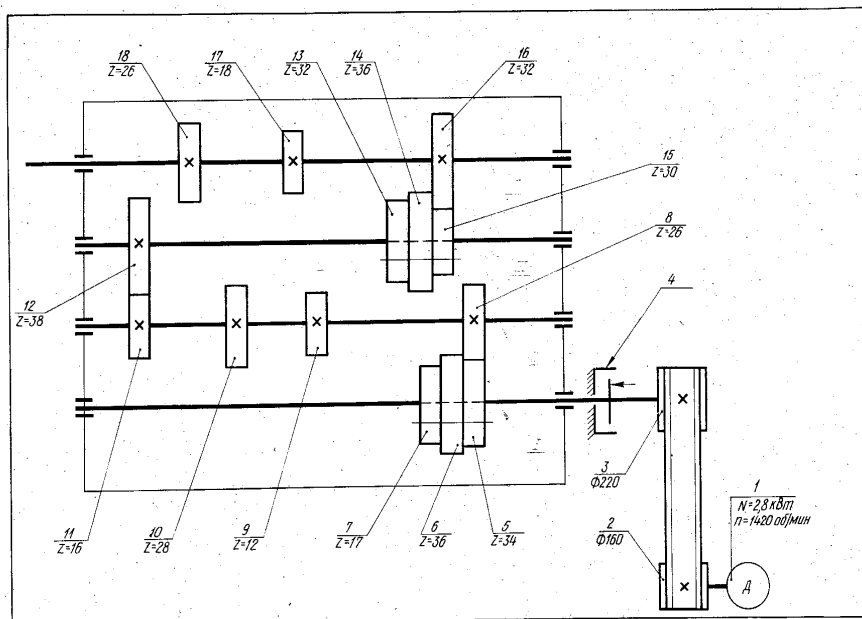 18
Z=26
17
Z=18
13
Z=32
14
Z=36
16
Z=32
15
Z=30
8
Z=26
4
12
Z=38
3
Ф220
1
N=2,8 кВт
n=1420 об/мин
2
Ф160
Д
11
Z=16
10
Z=28
9
Z=12
7
Z=17
6
Z=36
5
Z=34